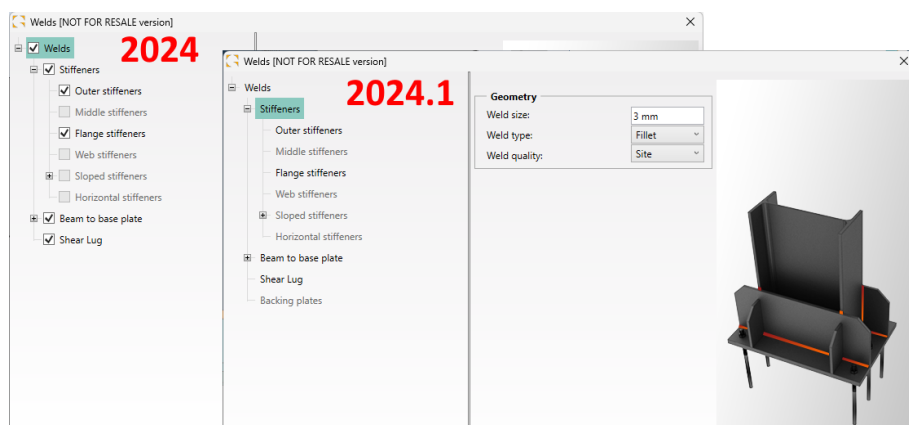 Welds [NOT FOR RESALE version]
2024
Welds
Stiffeners
Outer stiffeners
Middle stiffeners
Flange stiffeners
Web stiffeners
Sloped stiffeners
Horizontal stiffeners
Beam to base plate
Shear Lug
Welds [NOT FOR RESALE version]
2024.1
Welds
Stiffeners
Outer stiffeners
Middle stiffeners
Flange stiffeners
Web stiffeners
Sloped stiffeners
Horizontal stiffeners
Beam to base plate
Shear Lug
Backing plates
Geometry
Weld size: 3 mm
Weld type: Fillet
Weld quality: Site